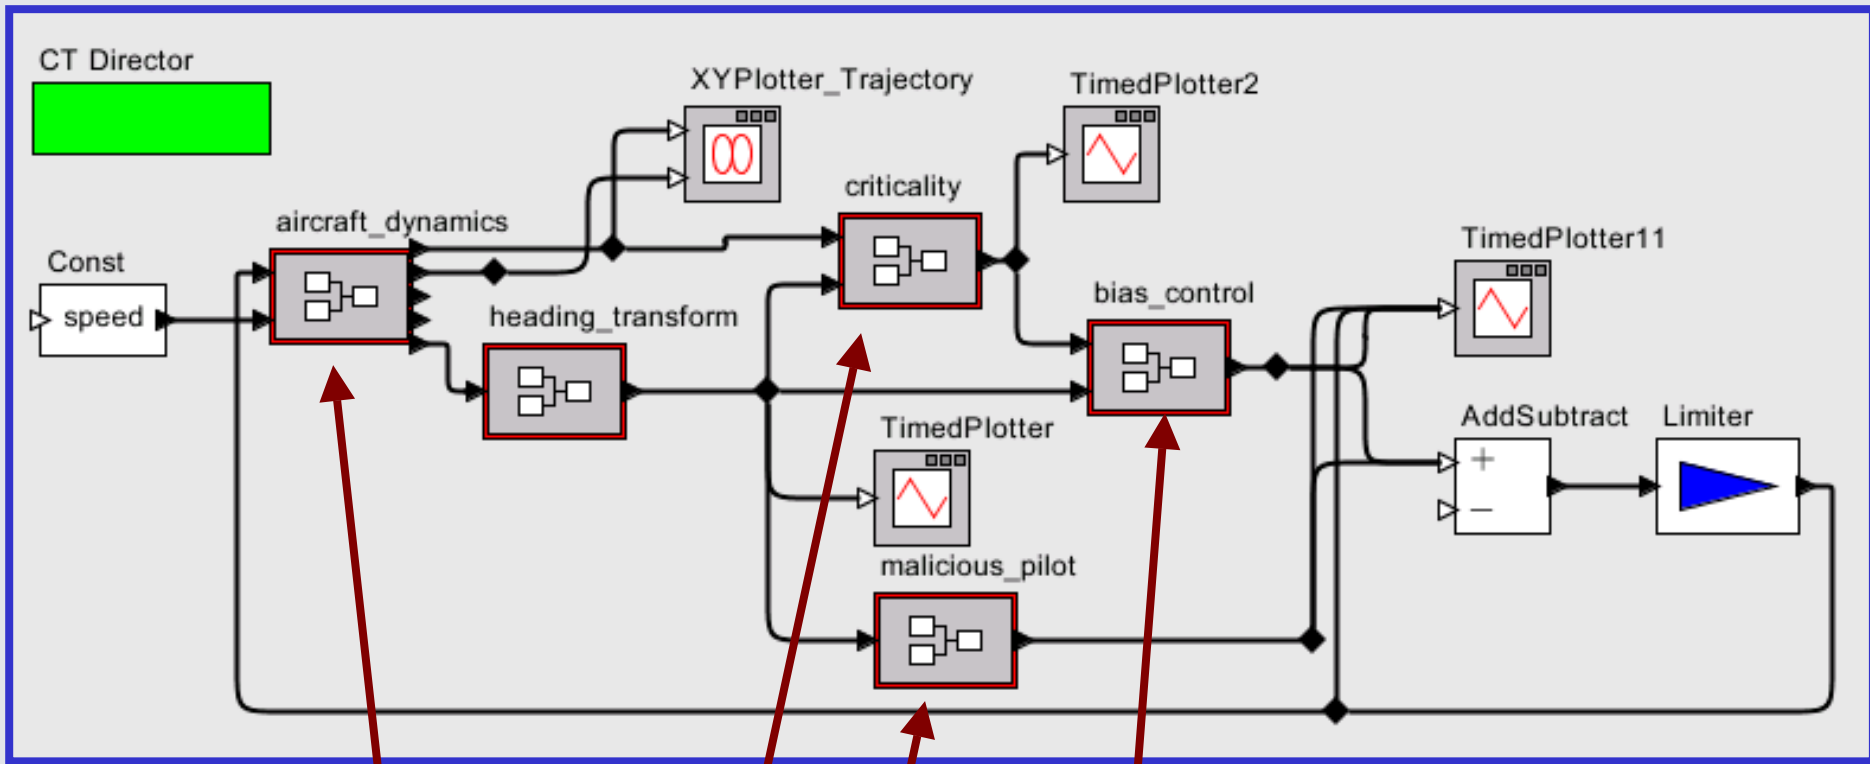 CT Director
XYPlotter_Trajectory
TimedPlotter2
criticality
aircraft_dynamics
TimedPlotter11
Const
speed
heading_transform
bias_control
TimedPlotter
AddSubtract
Limiter
+
−
malicious_pilot